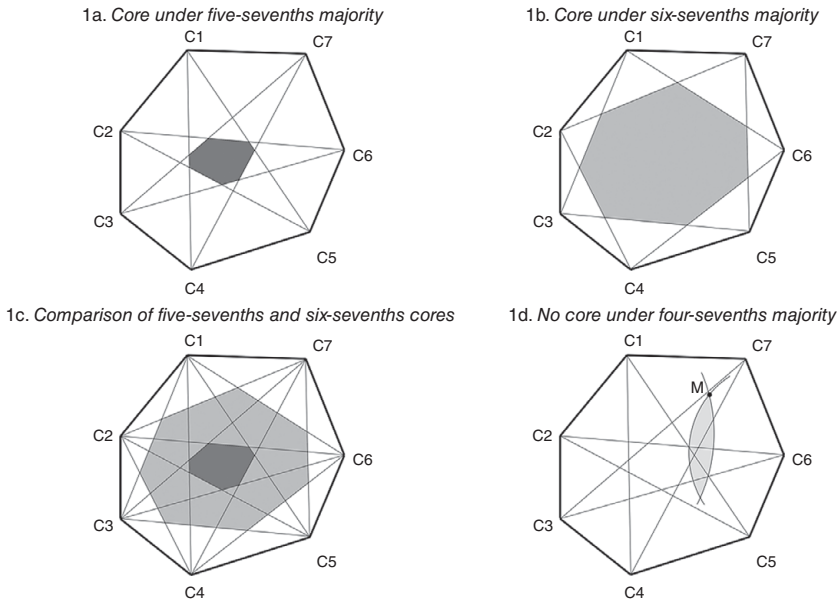 1a. Core under five-sevenths majority
C1
C7
C2
C6
C3
C5
C4
1b. Core under six-sevenths majority
C1
C7
C2
C6
C3
C5
C4
1c. Comparison of five-sevenths and six-sevenths cores
C1
C7
C2
C6
C3
C5
C4
1d. No core under four-sevenths majority
C1
C7
M
C2
C6
C3
C5
C4